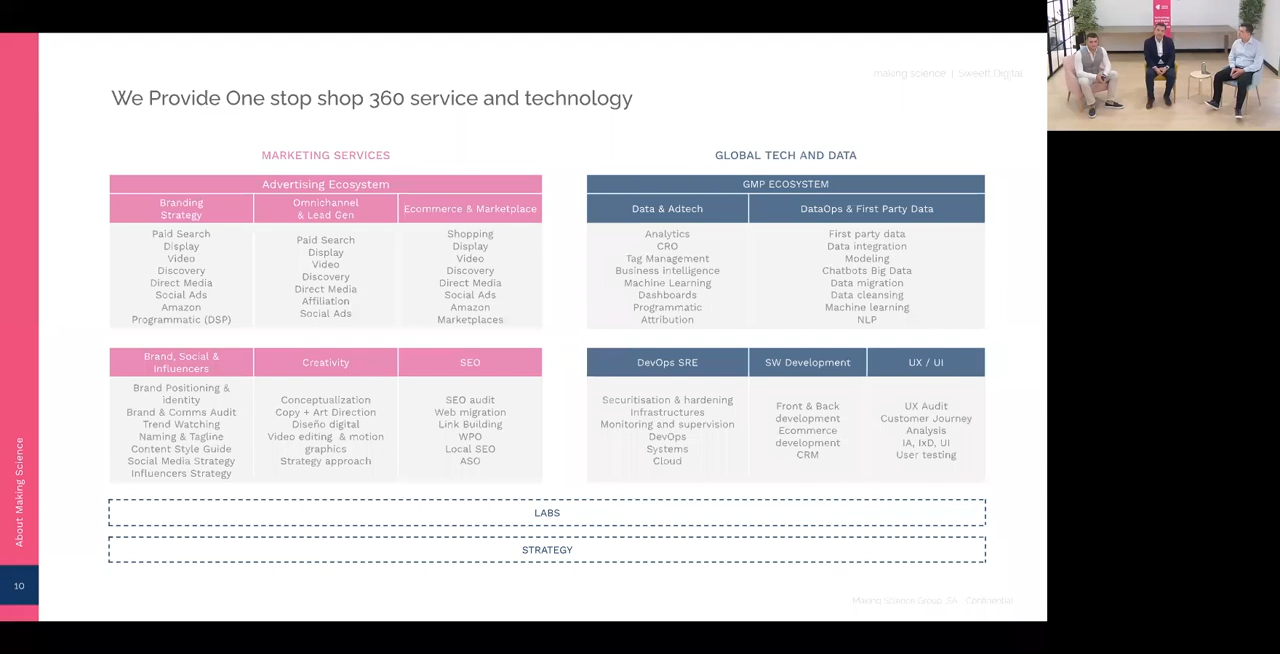 making science | Sweeft Digital
We Provide One stop shop 360 service and technology
MARKETING SERVICES
Advertising Ecosystem
Branding
Strategy
Paid Search
Display
Video
Discovery
Direct Media
Social Ads
Amazon
Programmatic (DSP)
Omnichannel
& Lead Gen
Paid Search
Display
Video
Discovery
Direct Media
Affiliation
Social Ads
Ecommerce & Marketplace
Shopping
Display
Video
Discovery
Direct Media
Social Ads
Amazon
Marketplaces
Brand, Social &
Influencers
Brand Positioning &
identity
Brand & Comms Audit
Trend Watching
Naming & Tagline
Content Style Guide
Social Media Strategy
Influencers Strategy
Creativity
Conceptualization
Copy + Art Direction
Diseño digital
Video editing & motion
graphics
Strategy approach
SEO
SEO audit
Web migration
Link Building
WPO
Local SEO
ASO
GLOBAL TECH AND DATA
GMP ECOSYSTEM
Data & Adtech
Analytics
CRO
Tag Management
Business intelligence
Machine Learning
Dashboards
Programmatic
Attribution
DataOps & First Party Data
First party data
Data integration
Modeling
Chatbots Big Data
Data migration
Data cleansing
Machine learning
NLP
DevOps SRE
Securitisation & hardening
Infrastructures
Monitoring and supervision
DevOps
Systems
Cloud
SW Development
Front & Back
development
Ecommerce
development
CRM
UX / UI
UX Audit
Customer Journey
Analysis
IA, IxD, UI
User testing
LABS
STRATEGY
About Making Science
10
Making Science Group, SA - Confidential